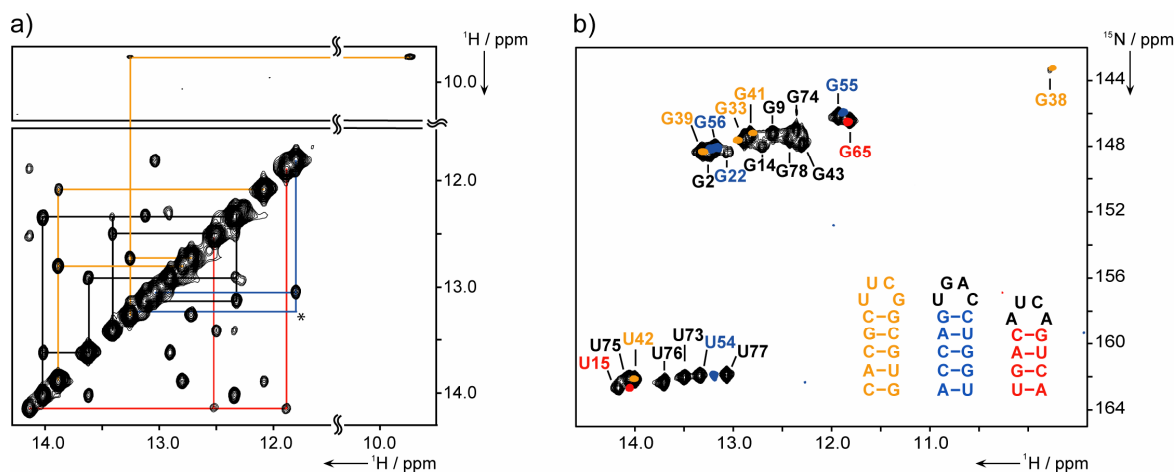 a)
¹H / ppm
10.0
12.0
13.0
14.0
*
14.0 13.0 12.0 10.0
¹H / ppm
b)
¹⁵N / ppm
144
148
152
156
160
164
G38
G55
G74
G9
G41
G33
G56
G39
G65
G2
G22
G14
G78
G43
U C G A
U G U C U C
C–G G–C A A
G–C A–U C–G
C–G C–G A–U
A–U C–G G–C
C–G A–U U–A
U73
U75 U42
U76 U54 U77
U15
14.0 13.0 12.0 11.0
¹H / ppm